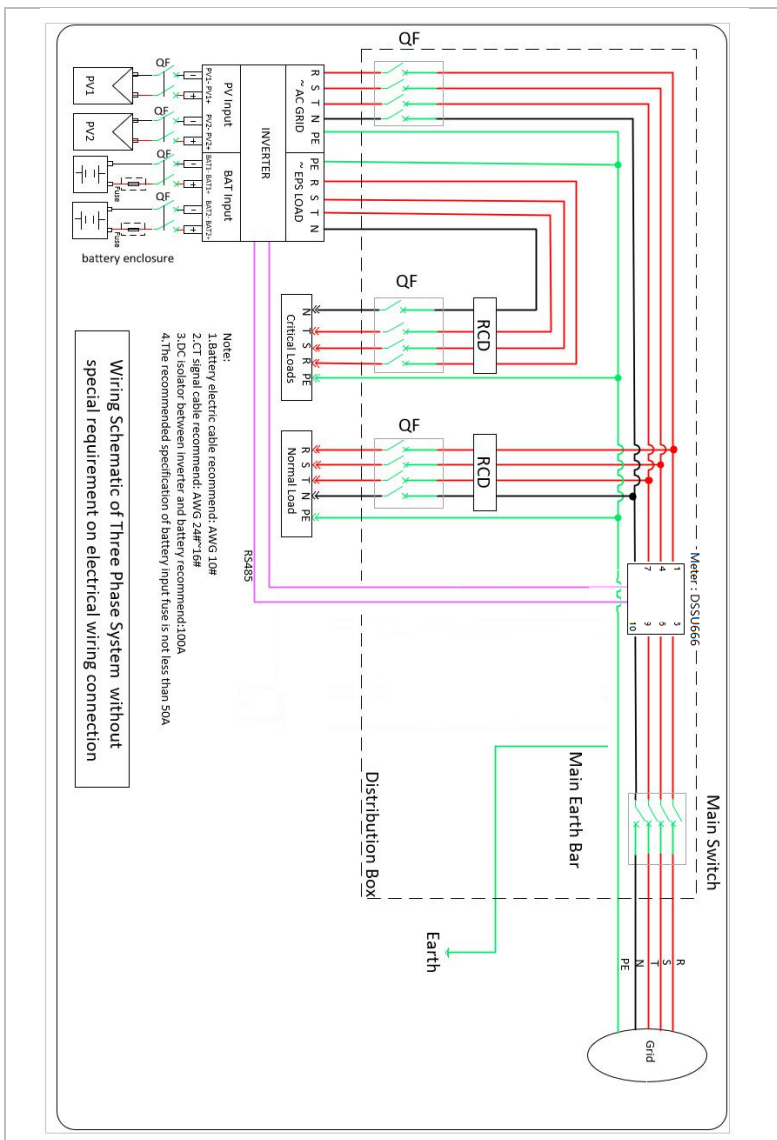 QF
PV1
QF
PV1- PV1+
QF
PV2
PV2- PV2+
PV Input
Fuse
QF
BAT1- BAT1+
Fuse
BAT2- BAT2+
BAT Input
battery enclosure
INVERTER
R S T N PE
~ AC GRID
PE R S T N
~ EPS LOAD
QF
RCD
N T S R PE
Critical Loads
QF
RCD
R S T N PE
Normal Load
RS485
Meter : DSSU666
1 4 7
3 6 9 10
Main Switch
Main Earth Bar
Distribution Box
Earth
R
S
T
N
PE
Grid
Note:
1.Battery electric cable recommend: AWG 10#
2.CT signal cable recommend: AWG 24#~16#
3.DC isolator between inverter and battery recommend:100A
4.The recommended specification of battery input fuse is not less than 50A
Wiring Schematic of Three Phase System without
special requirement on electrical wiring connection